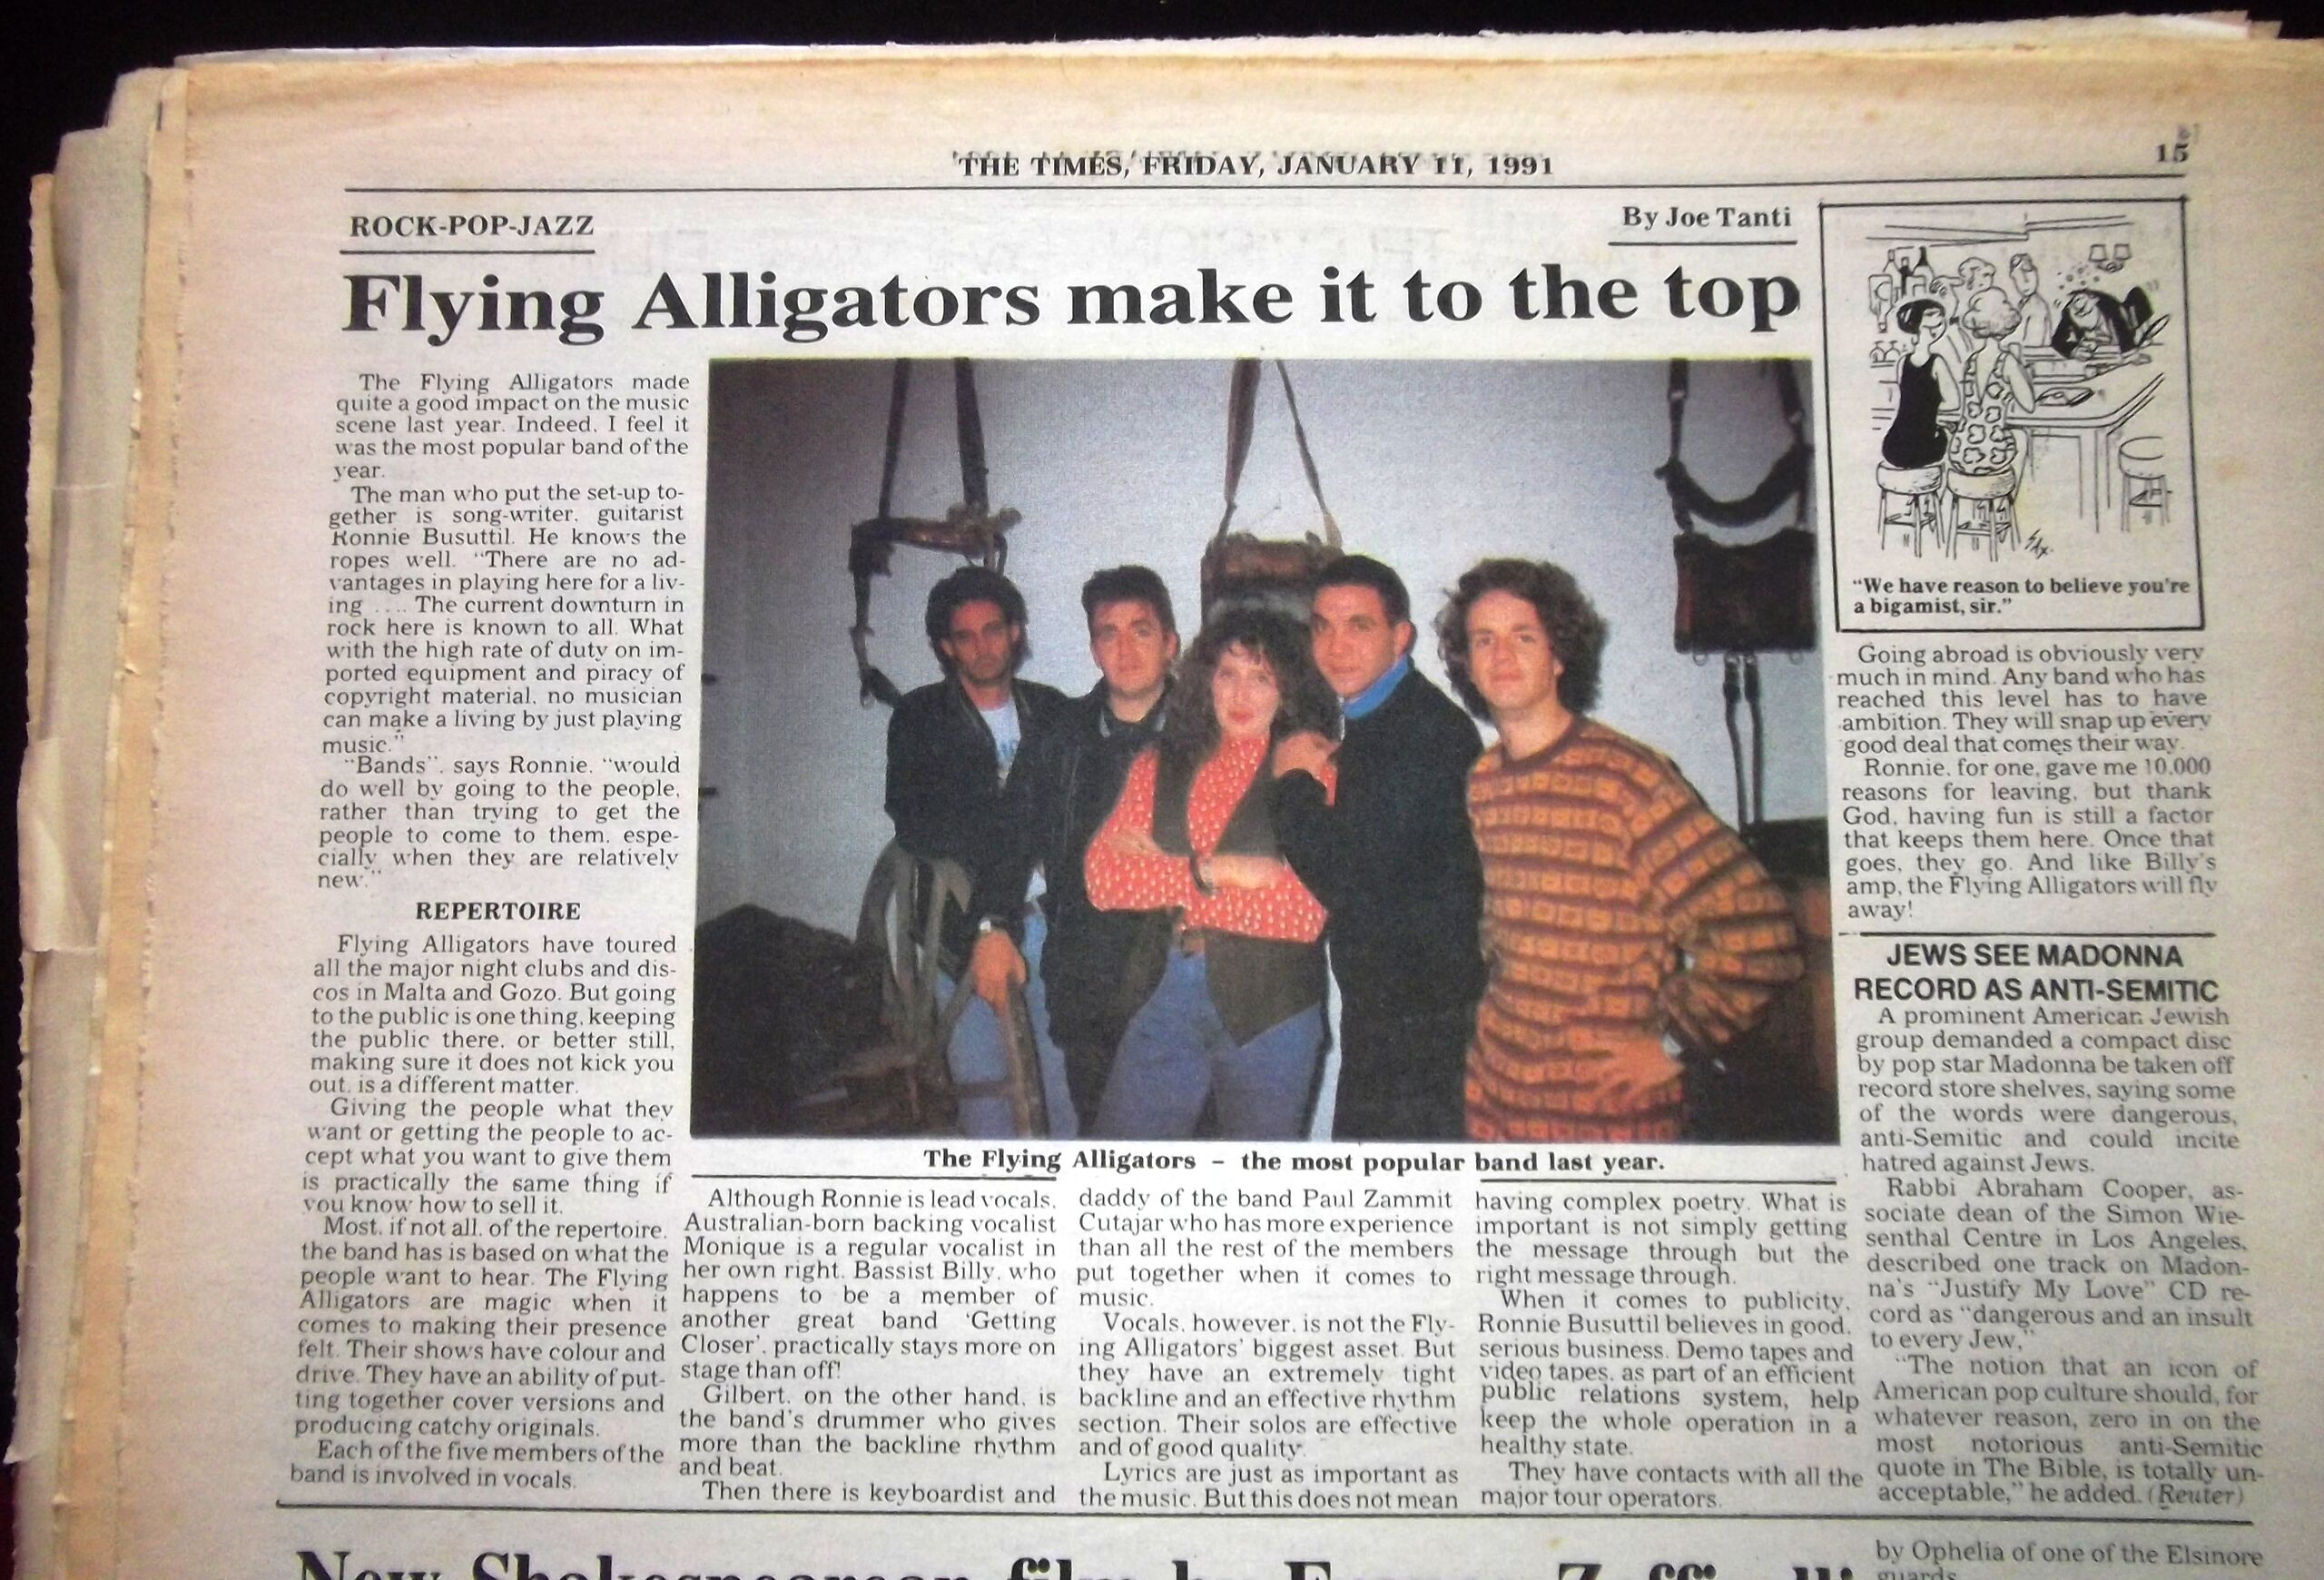 THE TIMES, FRIDAY, JANUARY 11, 1991
15
ROCK-POP-JAZZ
By Joe Tanti
Flying Alligators make it to the top
The Flying Alligators made
quite a good impact on the music
scene last year. Indeed, I feel it
was the most popular band of the
year.
The man who put the set-up to-
gether is song-writer, guitarist
Ronnie Busuttil. He knows the
ropes well. “There are no ad-
vantages in playing here for a liv-
ing .... The current downturn in
rock here is known to all. What
with the high rate of duty on im-
ported equipment and piracy of
copyright material, no musician
can make a living by just playing
music.”
“Bands”, says Ronnie, “would
do well by going to the people,
rather than trying to get the
people to come to them, espe-
cially when they are relatively
new.”
REPERTOIRE
Flying Alligators have toured
all the major night clubs and dis-
cos in Malta and Gozo. But going
to the public is one thing, keeping
the public there, or better still,
making sure it does not kick you
out, is a different matter.
Giving the people what they
want or getting the people to ac-
cept what you want to give them
is practically the same thing if
you know how to sell it.
Most, if not all, of the repertoire,
the band has is based on what the
people want to hear. The Flying
Alligators are magic when it
comes to making their presence
felt. Their shows have colour and
drive. They have an ability of put-
ting together cover versions and
producing catchy originals.
Each of the five members of the
band is involved in vocals.
The Flying Alligators – the most popular band last year.
Although Ronnie is lead vocals,
Australian-born backing vocalist
Monique is a regular vocalist in
her own right. Bassist Billy, who
happens to be a member of
another great band ‘Getting
Closer’, practically stays more on
stage than off!
Gilbert, on the other hand, is
the band's drummer who gives
more than the backline rhythm
and beat.
Then there is keyboardist and
daddy of the band Paul Zammit
Cutajar who has more experience
than all the rest of the members
put together when it comes to
music.
Vocals, however, is not the Fly-
ing Alligators' biggest asset. But
they have an extremely tight
backline and an effective rhythm
section. Their solos are effective
and of good quality.
Lyrics are just as important as
the music. But this does not mean
having complex poetry. What is
important is not simply getting
the message through but the
right message through.
When it comes to publicity,
Ronnie Busuttil believes in good,
serious business. Demo tapes and
video tapes, as part of an efficient
public relations system, help
keep the whole operation in a
healthy state.
They have contacts with all the
major tour operators.
“We have reason to believe you're
a bigamist, sir.”
Going abroad is obviously very
much in mind. Any band who has
reached this level has to have
ambition. They will snap up every
good deal that comes their way.
Ronnie, for one, gave me 10,000
reasons for leaving, but thank
God, having fun is still a factor
that keeps them here. Once that
goes, they go. And like Billy's
amp, the Flying Alligators will fly
away!
JEWS SEE MADONNA
RECORD AS ANTI-SEMITIC
A prominent American Jewish
group demanded a compact disc
by pop star Madonna be taken off
record store shelves, saying some
of the words were dangerous,
anti-Semitic and could incite
hatred against Jews.
Rabbi Abraham Cooper, as-
sociate dean of the Simon Wie-
senthal Centre in Los Angeles,
described one track on Madon-
na's “Justify My Love” CD re-
cord as “dangerous and an insult
to every Jew.”
“The notion that an icon of
American pop culture should, for
whatever reason, zero in on the
most notorious anti-Semitic
quote in The Bible, is totally un-
acceptable,” he added. (Reuter)
New Shakespearean film by
by Ophelia of one of the Elsinore
guards